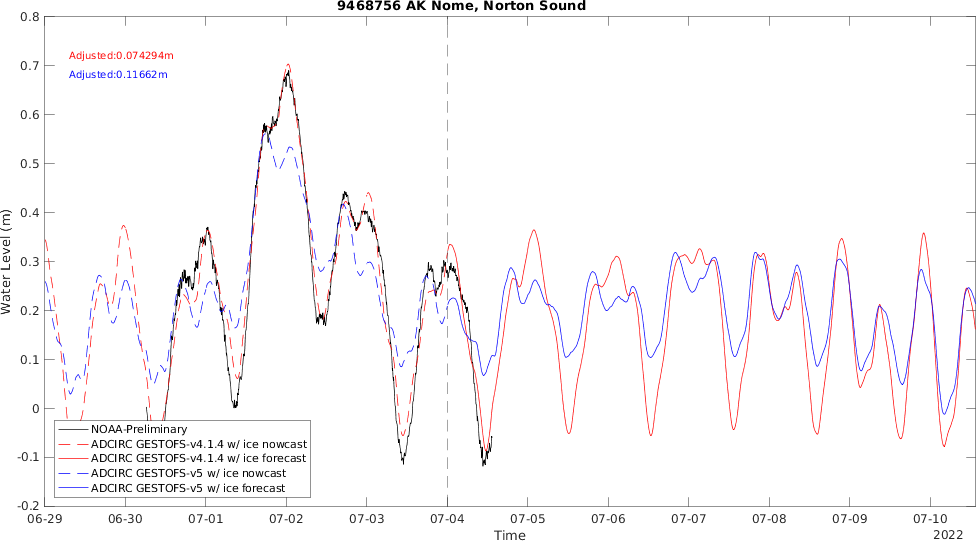 9468756 AK Nome, Norton Sound
Adjusted:0.074294m
Adjusted:0.11662m
Water Level (m)
0.8
0.7
0.6
0.5
0.4
0.3
0.2
0.1
0
-0.1
-0.2
NOAA-Preliminary
ADCIRC GESTOFS-v4.1.4 w/ ice nowcast
ADCIRC GESTOFS-v4.1.4 w/ ice forecast
ADCIRC GESTOFS-v5 w/ ice nowcast
ADCIRC GESTOFS-v5 w/ ice forecast
06-29 06-30 07-01 07-02 07-03 07-04 07-05 07-06 07-07 07-08 07-09 07-10
Time
2022